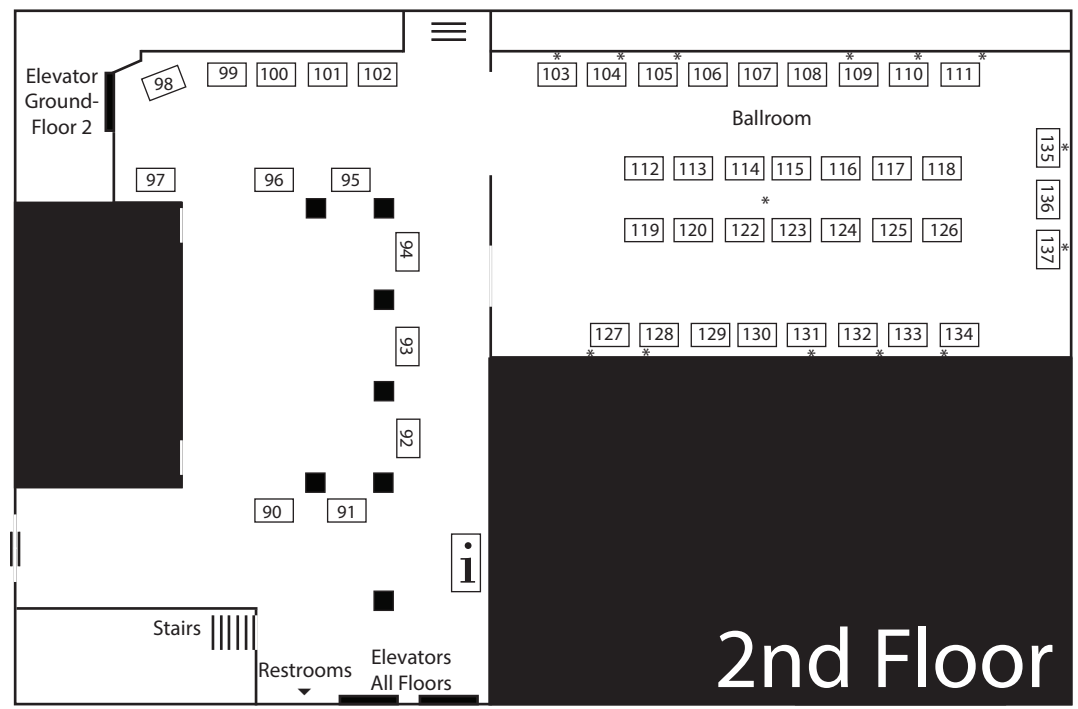 Elevator
Ground-
Floor 2
98
99 100 101 102
103 104 105 106 107 108 109 110 111
* * * * * *
Ballroom
135 *
136
137 *
97 96 95
112 113 114 115 116 117 118
*
94
119 120 122 123 124 125 126
93
127 128 129 130 131 132 133 134
* * * * *
92
90 91
i
Stairs
Restrooms
Elevators
All Floors
2nd Floor